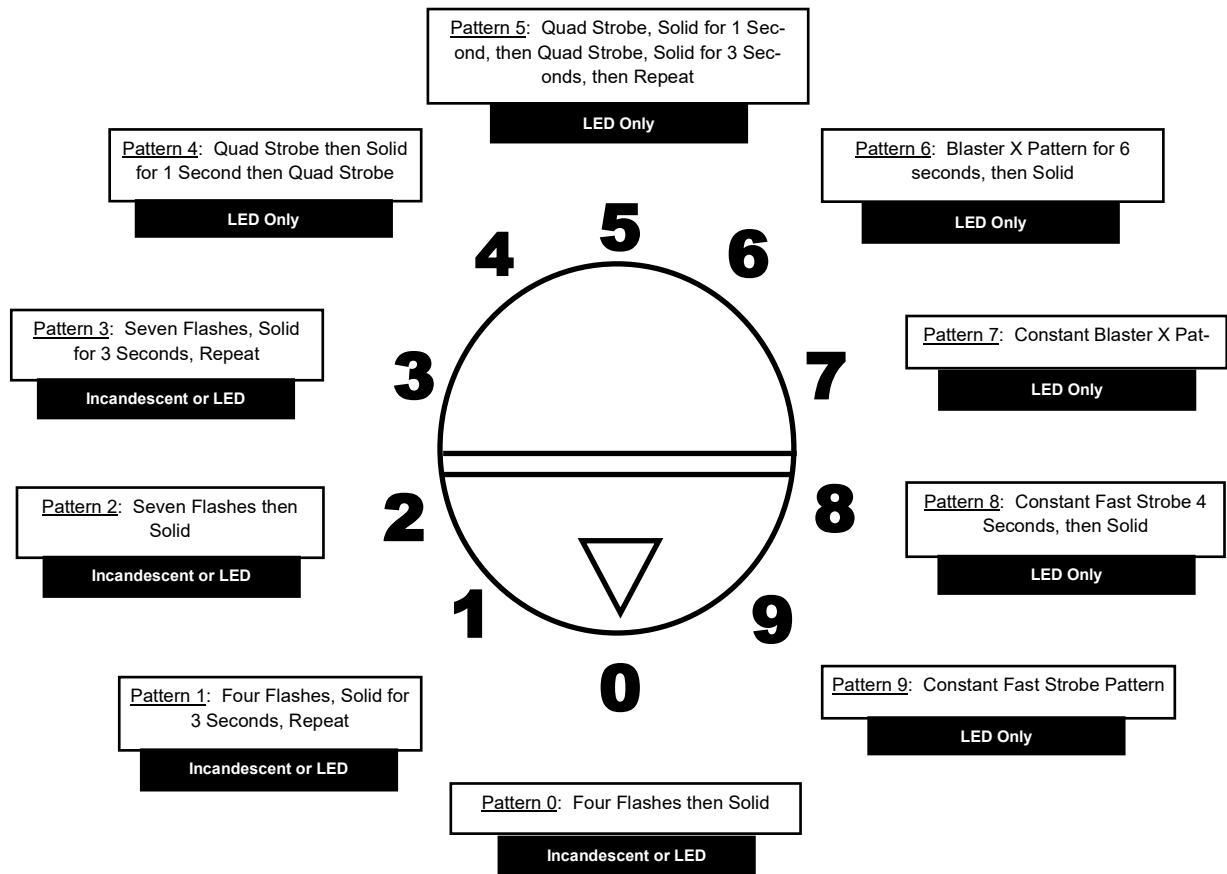 Pattern 5: Quad Strobe, Solid for 1 Sec-
ond, then Quad Strobe, Solid for 3 Sec-
onds, then Repeat
LED Only
Pattern 4: Quad Strobe then Solid
for 1 Second then Quad Strobe
LED Only
Pattern 6: Blaster X Pattern for 6
seconds, then Solid
LED Only
5
4
6
Pattern 3: Seven Flashes, Solid
for 3 Seconds, Repeat
Incandescent or LED
3
7
Pattern 7: Constant Blaster X Pat-
LED Only
Pattern 2: Seven Flashes then
Solid
Incandescent or LED
2
8
Pattern 8: Constant Fast Strobe 4
Seconds, then Solid
LED Only
1
9
0
Pattern 1: Four Flashes, Solid for
3 Seconds, Repeat
Incandescent or LED
Pattern 9: Constant Fast Strobe Pattern
LED Only
Pattern 0: Four Flashes then Solid
Incandescent or LED